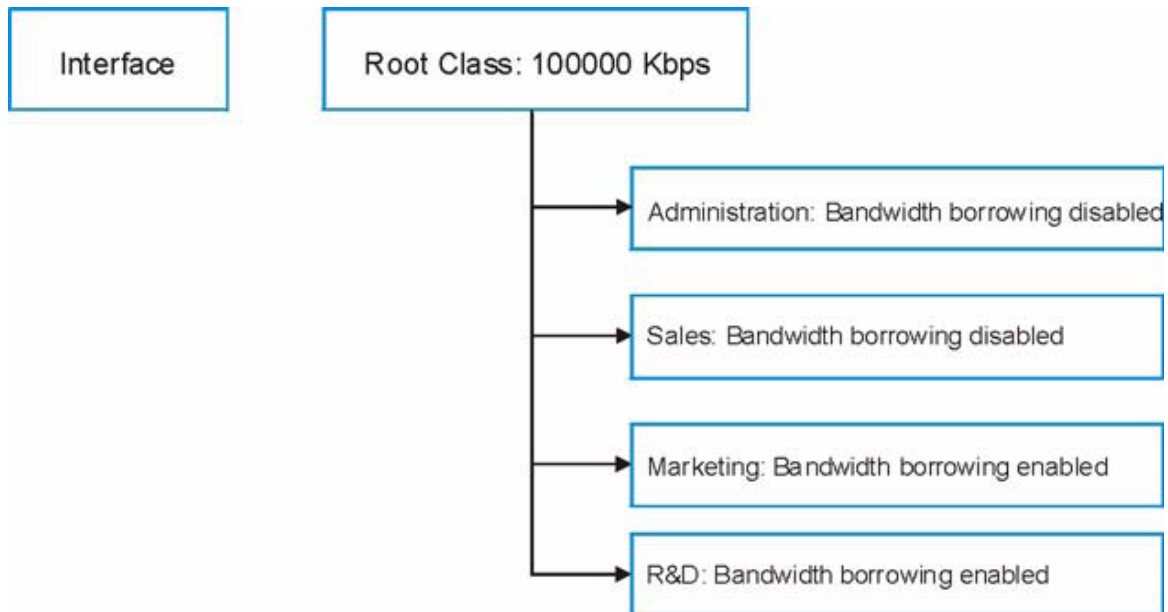 Interface
Root Class: 100000 Kbps
Administration: Bandwidth borrowing disabled
Sales: Bandwidth borrowing disabled
Marketing: Bandwidth borrowing enabled
R&D: Bandwidth borrowing enabled